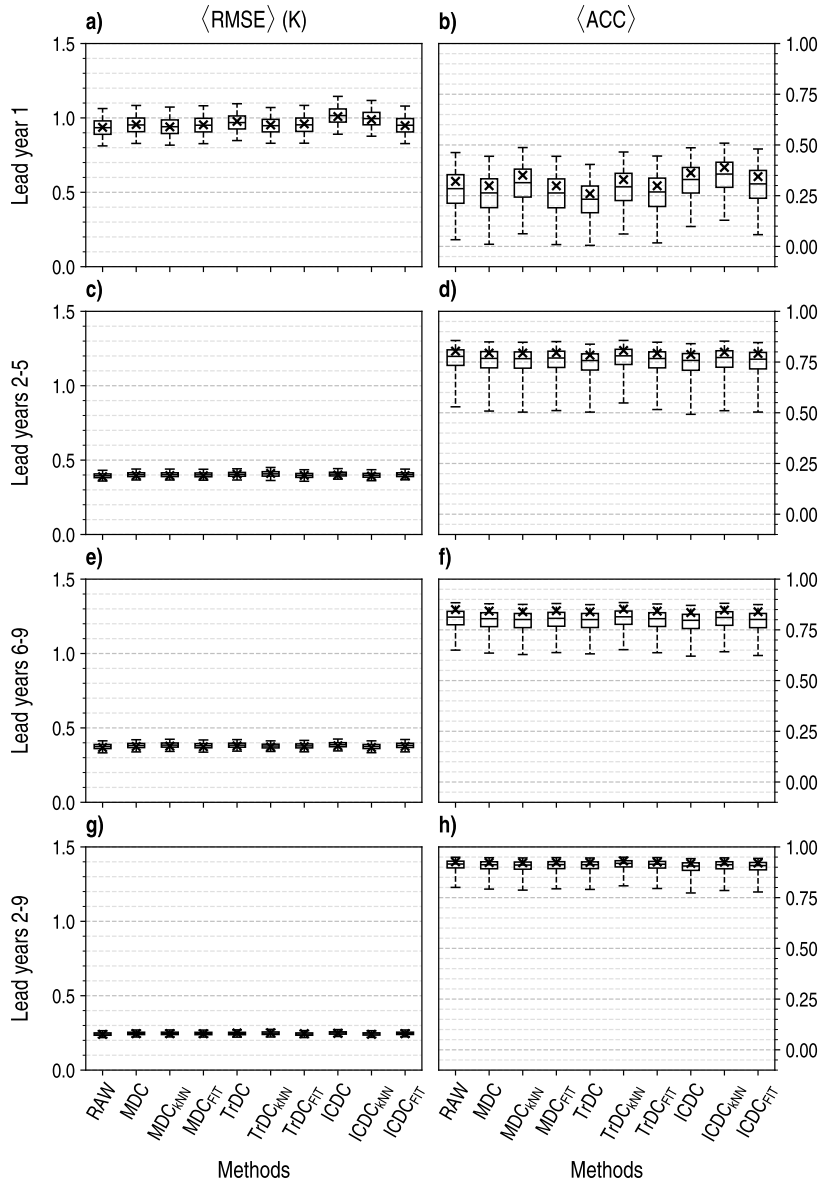 a) ⟨RMSE⟩ (K)
b) ⟨ACC⟩
Lead year 1
1.5
1.0
0.5
0.0
1.00
0.75
0.50
0.25
0.00
c)
d)
Lead years 2-5
1.5
1.0
0.5
0.0
1.00
0.75
0.50
0.25
0.00
e)
f)
Lead years 6-9
1.5
1.0
0.5
0.0
1.00
0.75
0.50
0.25
0.00
g)
h)
Lead years 2-9
1.5
1.0
0.5
0.0
1.00
0.75
0.50
0.25
0.00
RAW
MDC
MDCkNN
MDCFIT
TrDC
TrDCkNN
TrDCFIT
ICDC
ICDCkNN
ICDCFIT
RAW
MDC
MDCkNN
MDCFIT
TrDC
TrDCkNN
TrDCFIT
ICDC
ICDCkNN
ICDCFIT
Methods
Methods